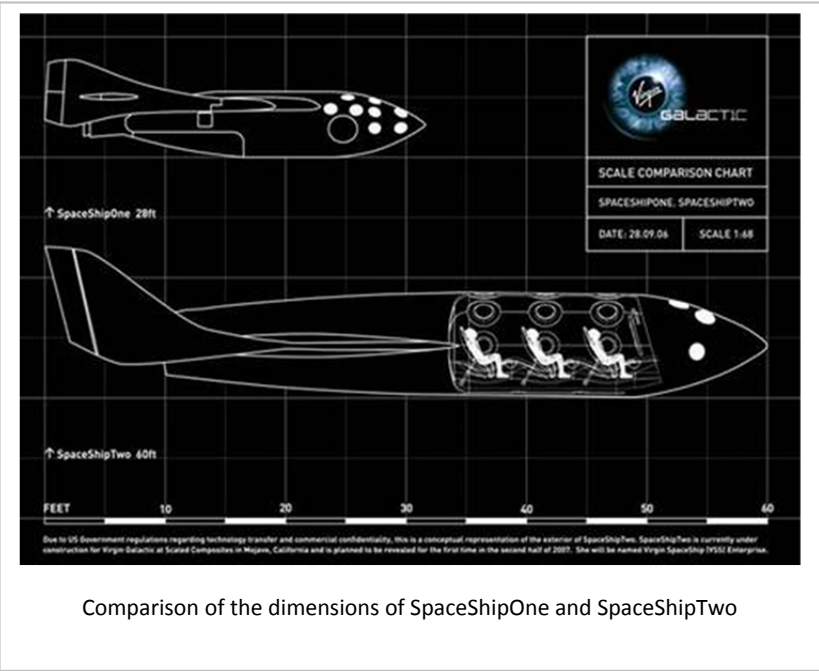 Virgin
GALACTIC
SCALE COMPARISON CHART
SPACESHIPONE, SPACESHIPTWO
DATE: 28.09.06 SCALE 1:68
↑ SpaceShipOne 28ft
↑ SpaceShipTwo 60ft
FEET 10 20 30 40 50 60
Due to US Government regulations regarding technology transfer and commercial confidentiality, this is a conceptual representation of the exterior of SpaceShipTwo. SpaceShipTwo is currently under
construction for Virgin Galactic at Scaled Composites in Mojave, California and is planned to be revealed for the first time in the second half of 2007. She will be named Virgin SpaceShip (VSS) Enterprise.
Comparison of the dimensions of SpaceShipOne and SpaceShipTwo